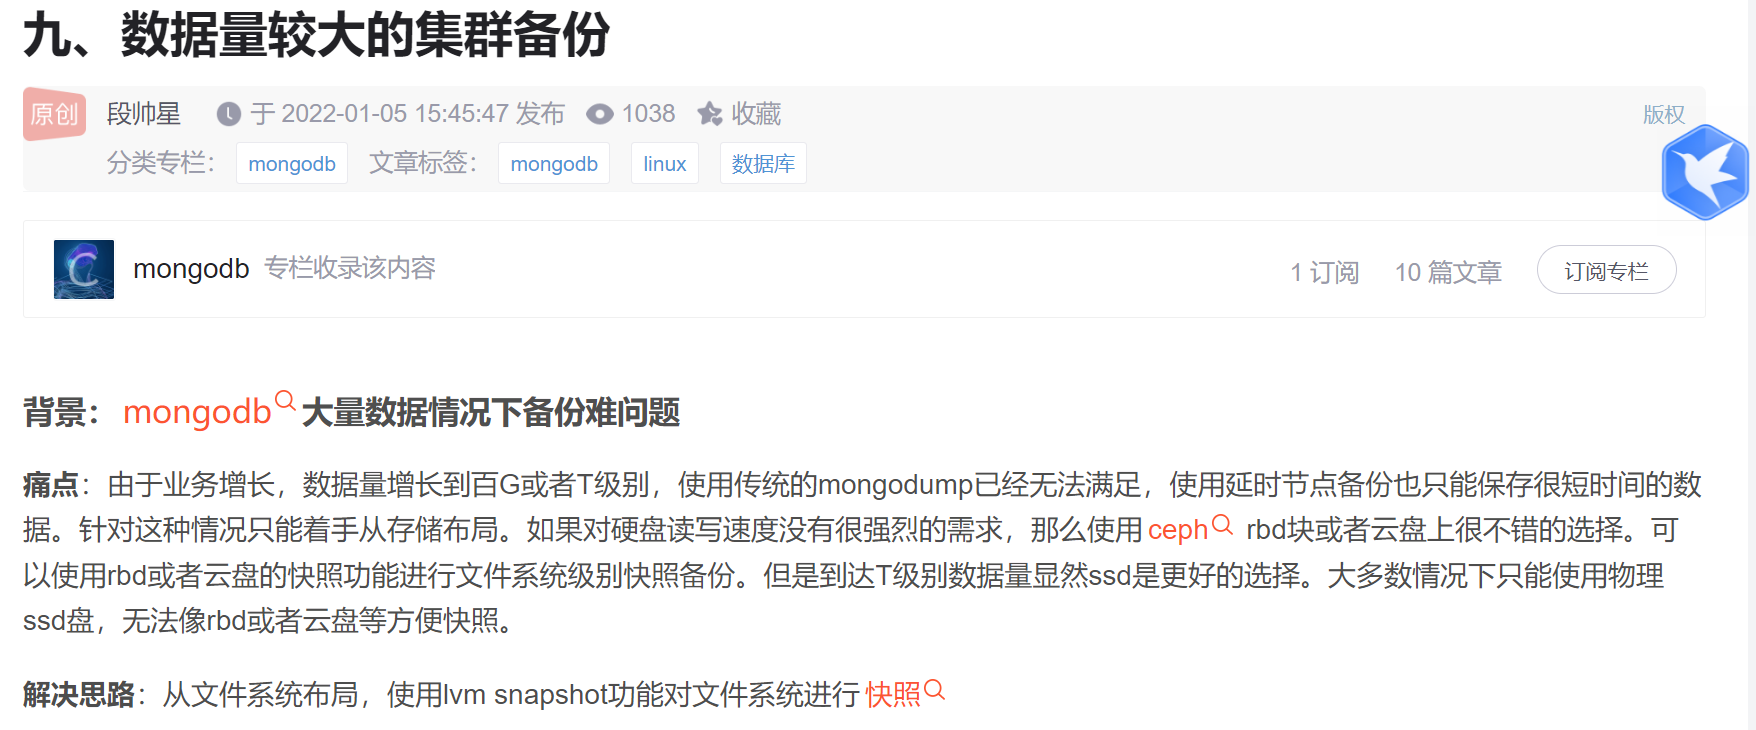 九、数据量较大的集群备份
原创 段帅星 于 2022-01-05 15:45:47 发布 1038 收藏 版权
分类专栏： mongodb 文章标签： mongodb linux 数据库
mongodb 专栏收录该内容 1 订阅 10 篇文章 订阅专栏
背景： mongodb 大量数据情况下备份难问题
痛点：由于业务增长，数据量增长到百G或者T级别，使用传统的mongodump已经无法满足，使用延时节点备份也只能保存很短时间的数
据。针对这种情况只能着手从存储布局。如果对硬盘读写速度没有很强烈的需求，那么使用 ceph rbd块或者云盘上很不错的选择。可
以使用rbd或者云盘的快照功能进行文件系统级别快照备份。但是到达T级别数据量显然ssd是更好的选择。大多数情况下只能使用物理
ssd盘，无法像rbd或者云盘等方便快照。
解决思路：从文件系统布局，使用lvm snapshot功能对文件系统进行 快照